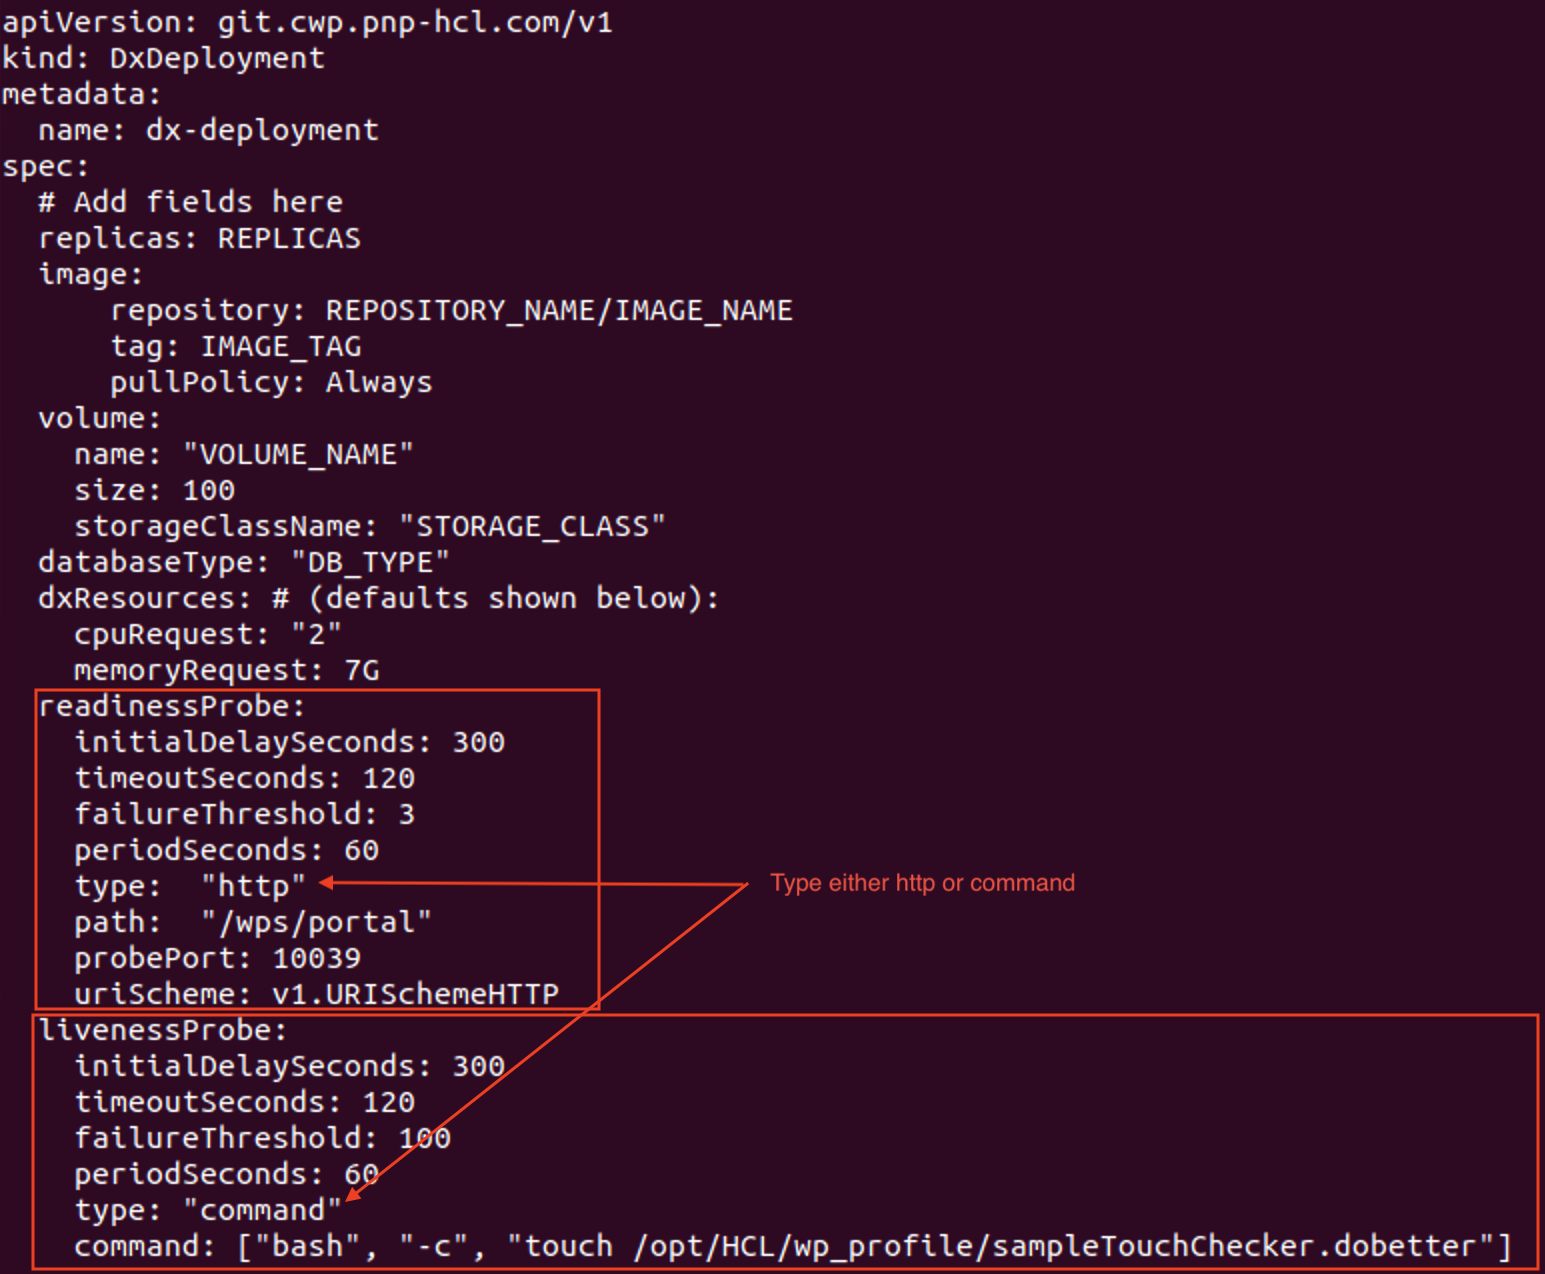 apiVersion: git.cwp.pnp-hcl.com/v1
kind: DxDeployment
metadata:
  name: dx-deployment
spec:
  # Add fields here
  replicas: REPLICAS
  image:
      repository: REPOSITORY_NAME/IMAGE_NAME
      tag: IMAGE_TAG
      pullPolicy: Always
  volume:
    name: "VOLUME_NAME"
    size: 100
    storageClassName: "STORAGE_CLASS"
  databaseType: "DB_TYPE"
  dxResources: # (defaults shown below):
    cpuRequest: "2"
    memoryRequest: 7G
  readinessProbe:
    initialDelaySeconds: 300
    timeoutSeconds: 120
    failureThreshold: 3
    periodSeconds: 60
    type:  "http"
Type either http or command
    path:  "/wps/portal"
    probePort: 10039
    uriScheme: v1.URISchemeHTTP
  livenessProbe:
    initialDelaySeconds: 300
    timeoutSeconds: 120
    failureThreshold: 100
    periodSeconds: 60
    type: "command"
    command: ["bash", "-c", "touch /opt/HCL/wp_profile/sampleTouchChecker.dobetter"]